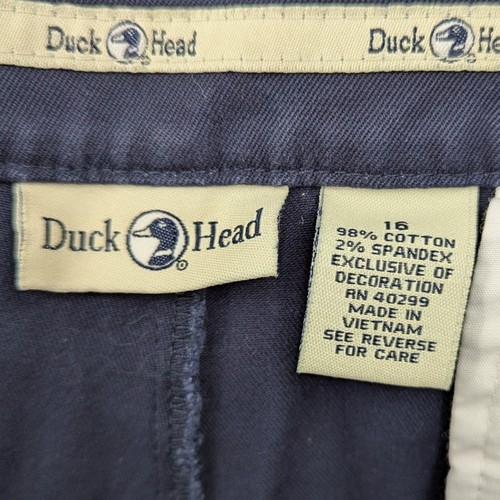 Duck Head Duck He
Duck Head
16
98% COTTON
2% SPANDEX
EXCLUSIVE OF
DECORATION
RN 40299
MADE IN
VIETNAM
SEE REVERSE
FOR CARE